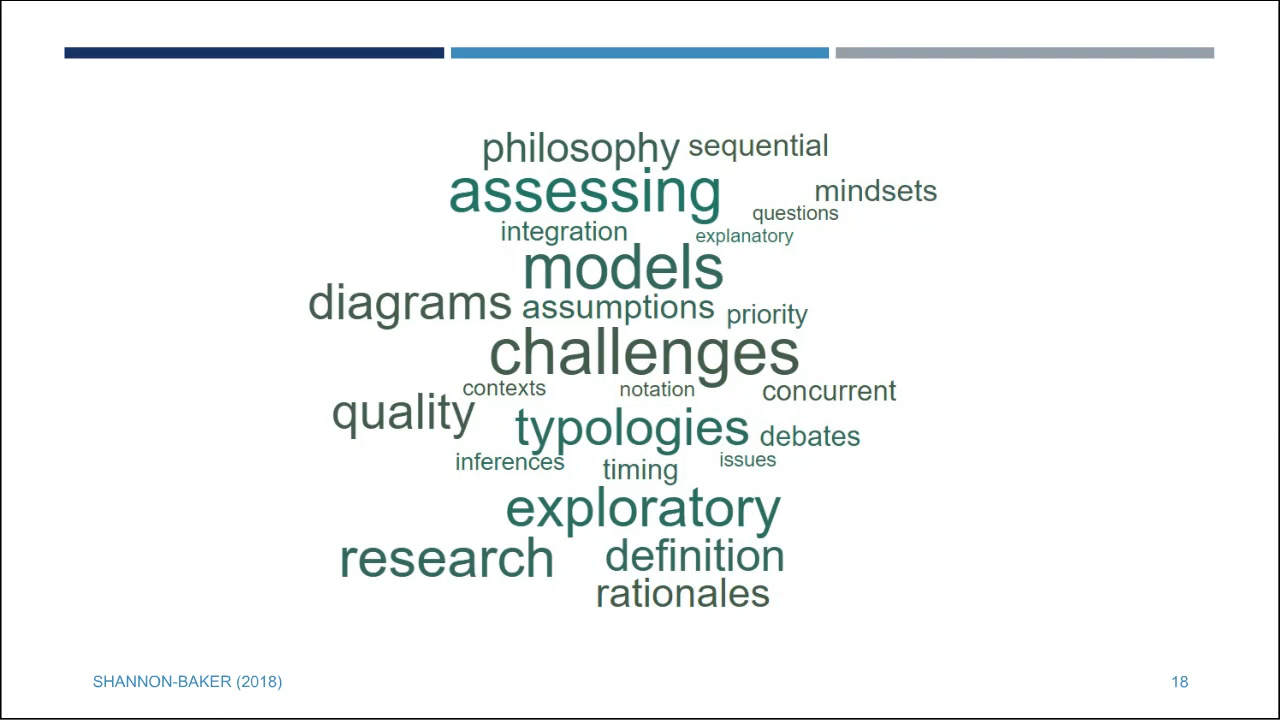 philosophy sequential
assessing mindsets
questions
integration explanatory
models
diagrams assumptions priority
challenges
contexts notation concurrent
quality typologies debates
inferences timing issues
exploratory
research definition
rationales
SHANNON-BAKER (2018) 18